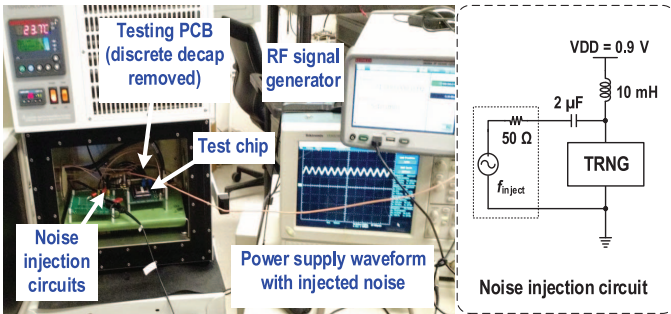 23.7C
Testing PCB
(discrete decap
removed)
RF signal
generator
Test chip
Noise
injection
circuits
Power supply waveform
with injected noise
VDD = 0.9 V
10 mH
2 μF
50 Ω
TRNG
finject
Noise injection circuit